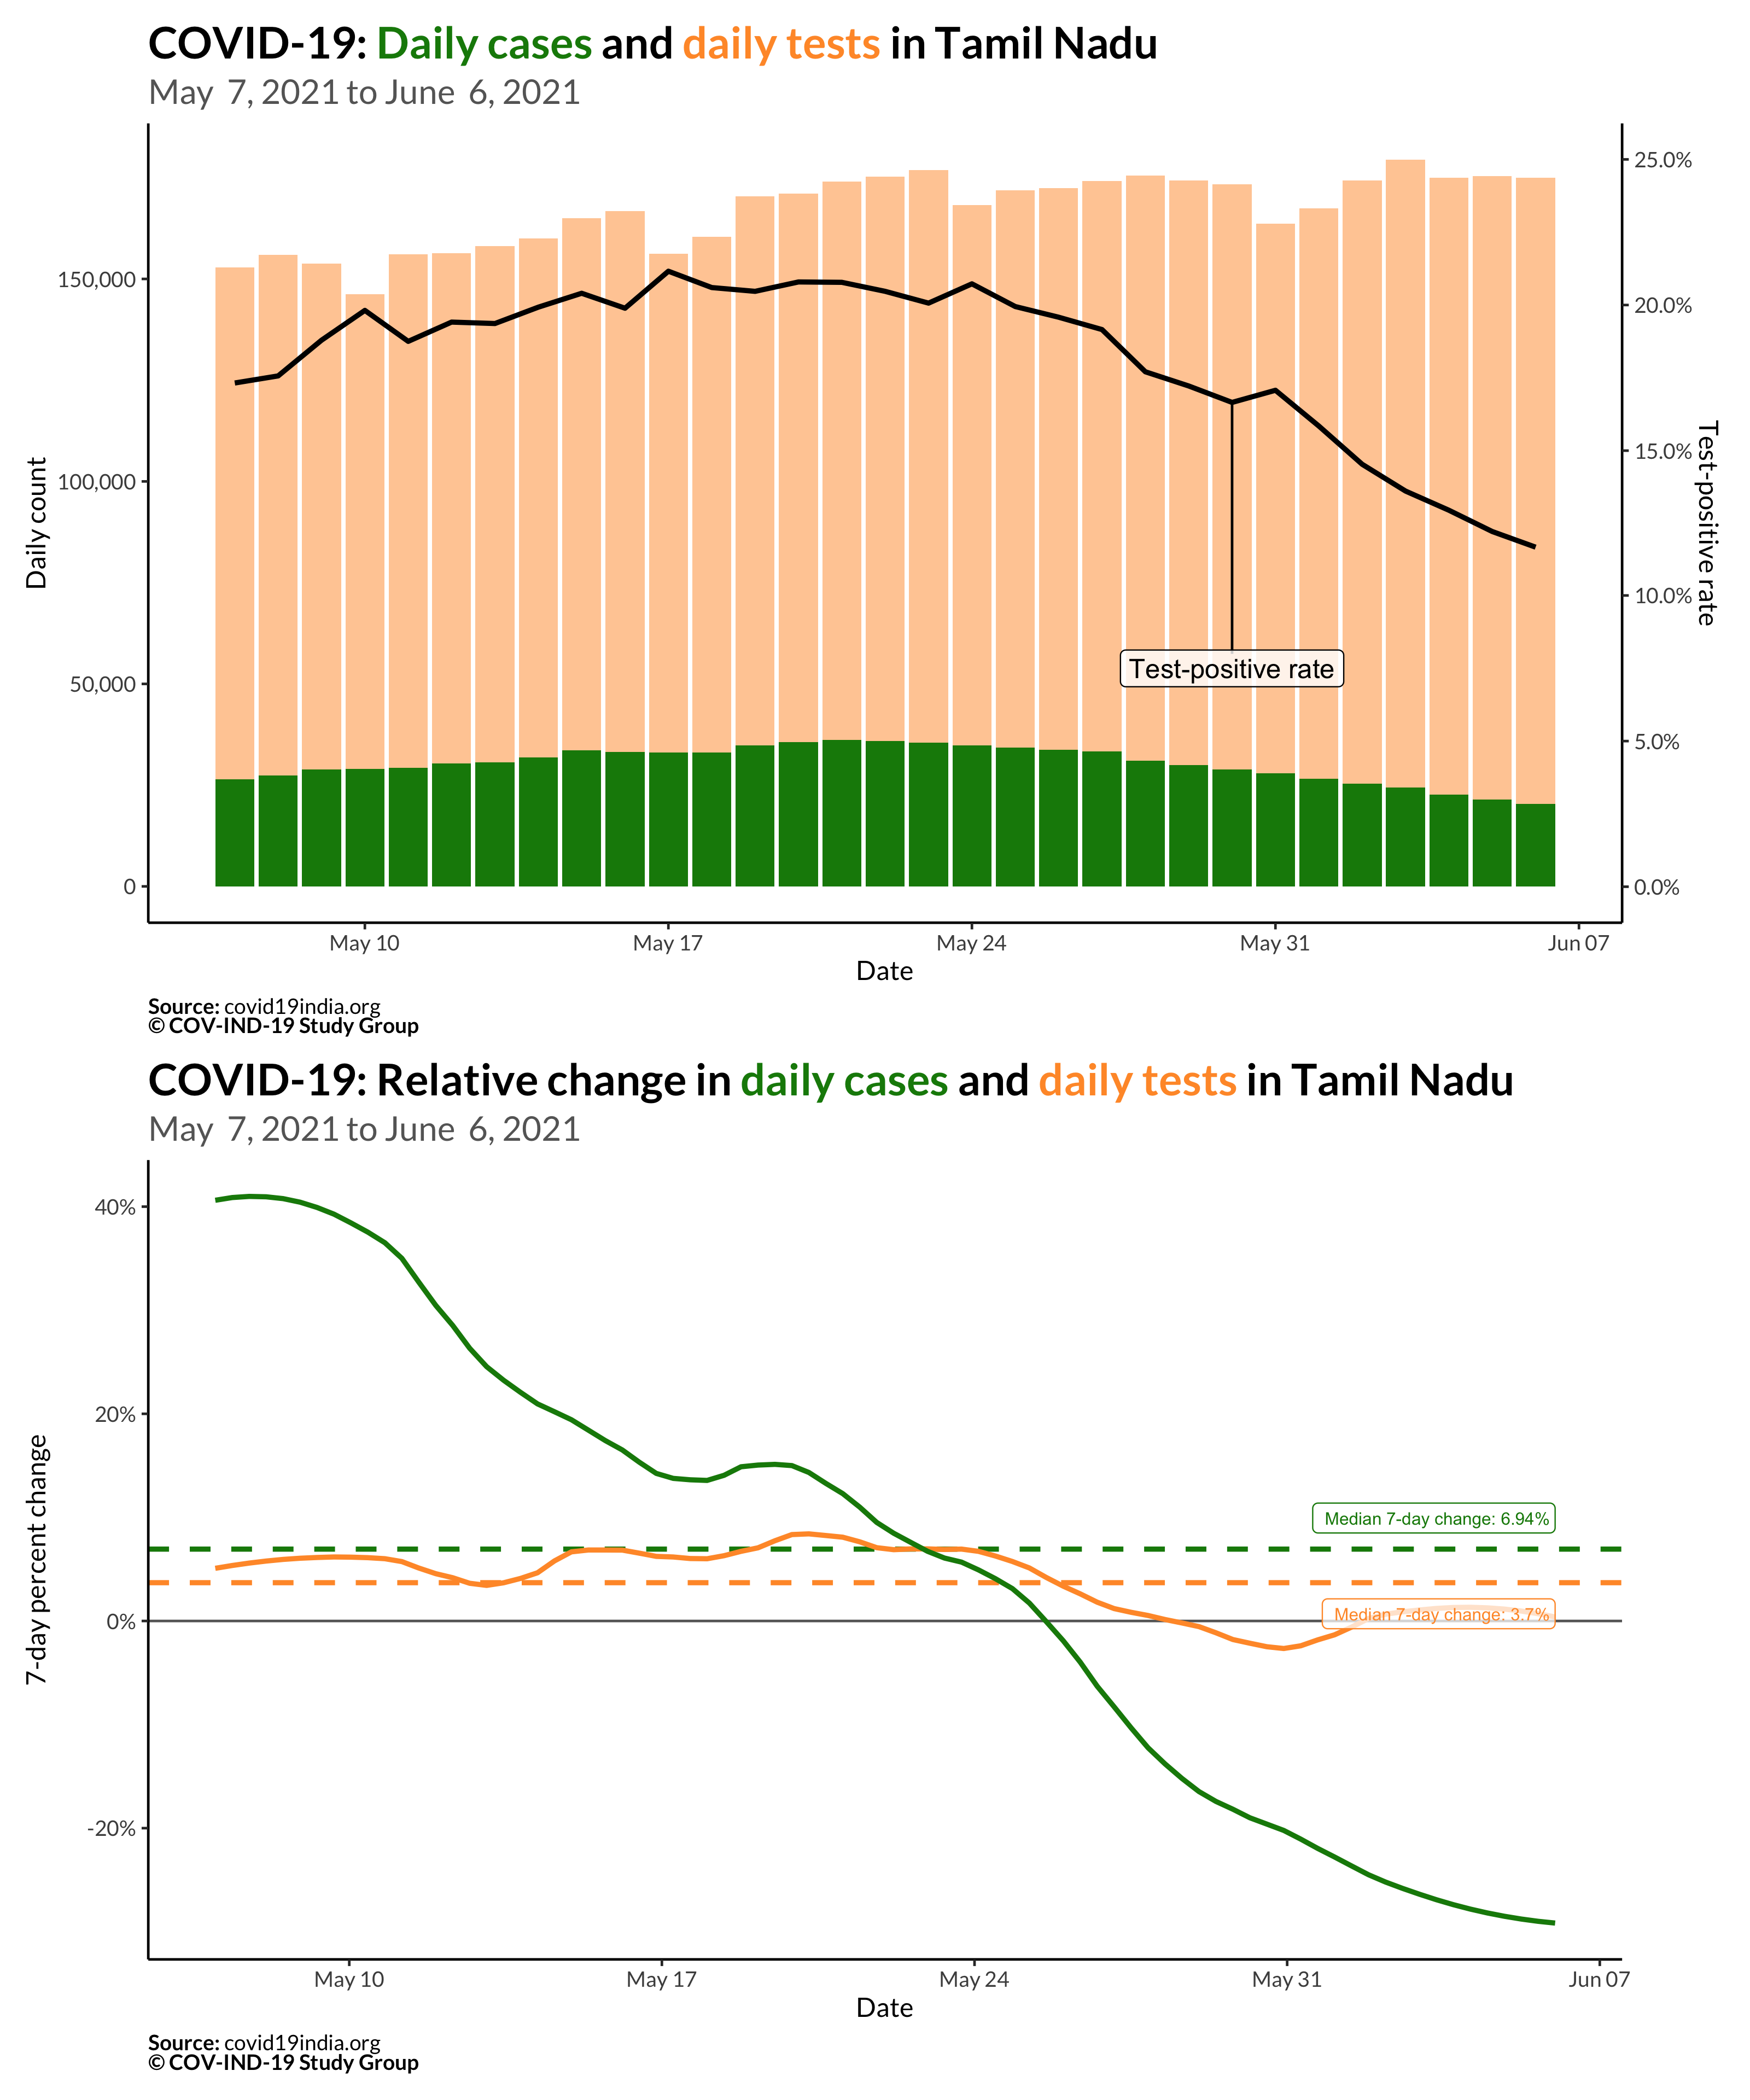 COVID-19: Daily cases and daily tests in Tamil Nadu
May 7, 2021 to June 6, 2021
Daily count
150,000
100,000
50,000
0
25.0%
20.0%
15.0%
10.0%
5.0%
0.0%
Test-positive rate
Test-positive rate
May 10
May 17
May 24
May 31
Jun 07
Date
Source: covid19india.org
© COV-IND-19 Study Group
COVID-19: Relative change in daily cases and daily tests in Tamil Nadu
May 7, 2021 to June 6, 2021
7-day percent change
40%
20%
0%
-20%
Median 7-day change: 6.94%
Median 7-day change: 3.7%
May 10
May 17
May 24
May 31
Jun 07
Date
Source: covid19india.org
© COV-IND-19 Study Group